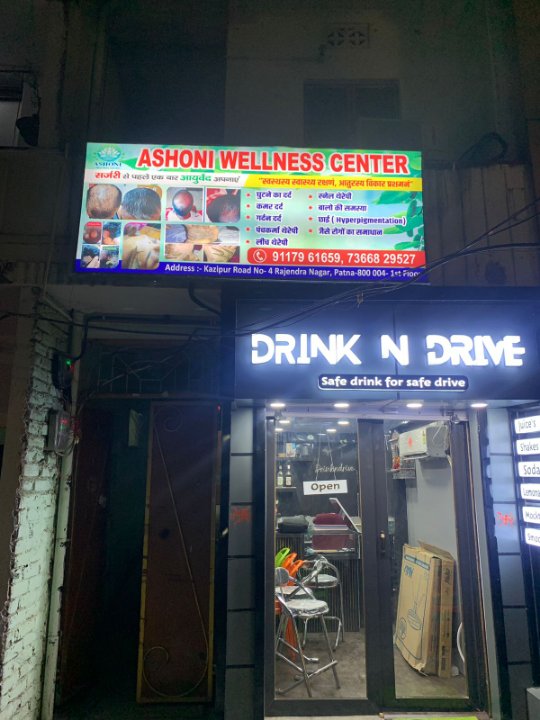 ASHONI
ASHONI WELLNESS CENTER
सर्जरी से पहले एक बार आयुर्वेद अपनाएं
"स्वस्थस्य स्वास्थ्य रक्षणं, आतुरस्य विकार प्रशमनं"
घुटने का दर्द
कमर दर्द
गर्दन दर्द
पंचकर्मा थेरेपी
लीच थेरेपी
स्नेल थेरेपी
बालो की समस्या
छाई ( Hyperpigmentation)
जैसे रोगों का समाधान
91179 61659, 73668 29527
Address :- Kazipur Road No- 4 Rajendra Nagar, Patna-800 004- 1st Floor
DRINK N DRIVE
Safe drink for safe drive
Open
Juice's
Shakes
Soda